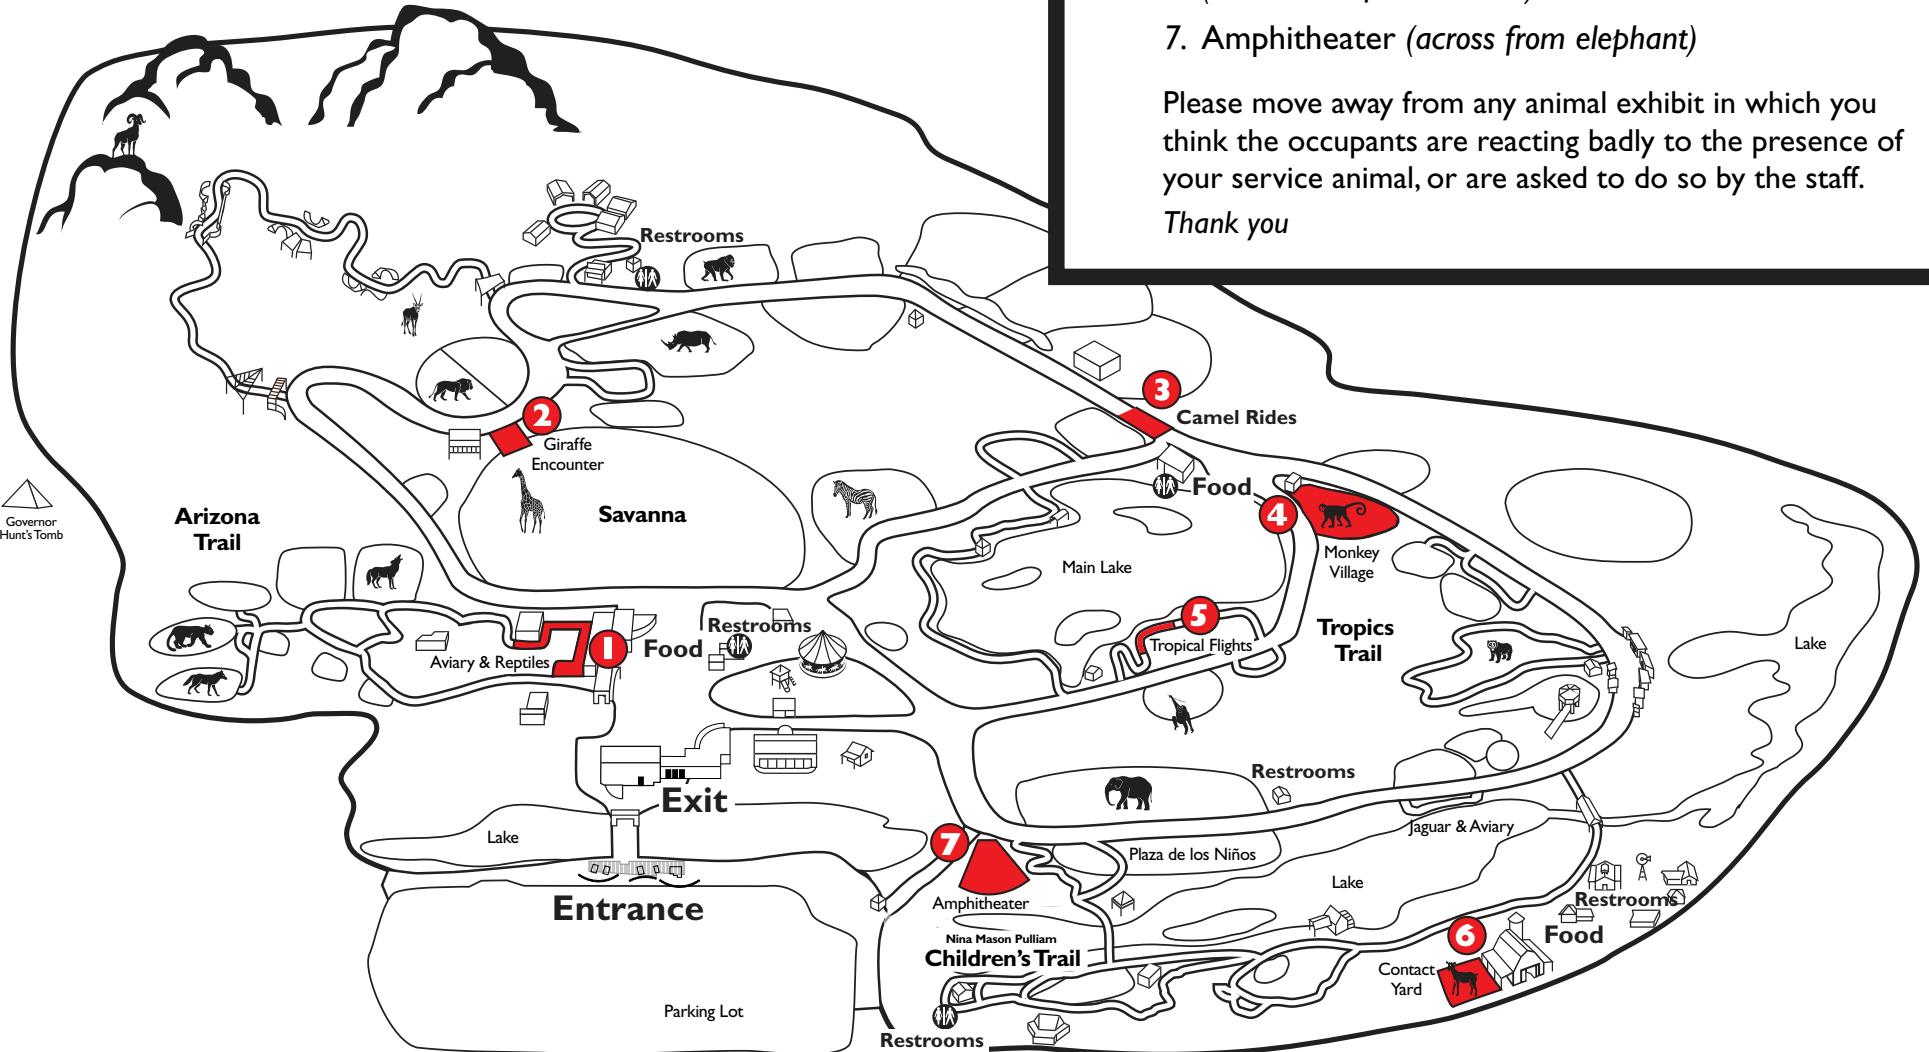 7. Amphitheater (across from elephant)
Please move away from any animal exhibit in which you
think the occupants are reacting badly to the presence of
your service animal, or are asked to do so by the staff.
Thank you
Restrooms
3
Camel Rides
2
Giraffe
Encounter
Savanna
Arizona
Trail
Governor
Hunt's Tomb
Food
4
Monkey
Village
Main Lake
5
Tropical Flights
Tropics
Trail
Lake
1
Aviary & Reptiles
Food
Restrooms
Exit
Restrooms
Lake
7
Amphitheater
Plaza de los Niños
Jaguar & Aviary
Lake
Entrance
Restrooms
Food
6
Contact
Yard
Nina Mason Pulliam
Children's Trail
Parking Lot
Restrooms